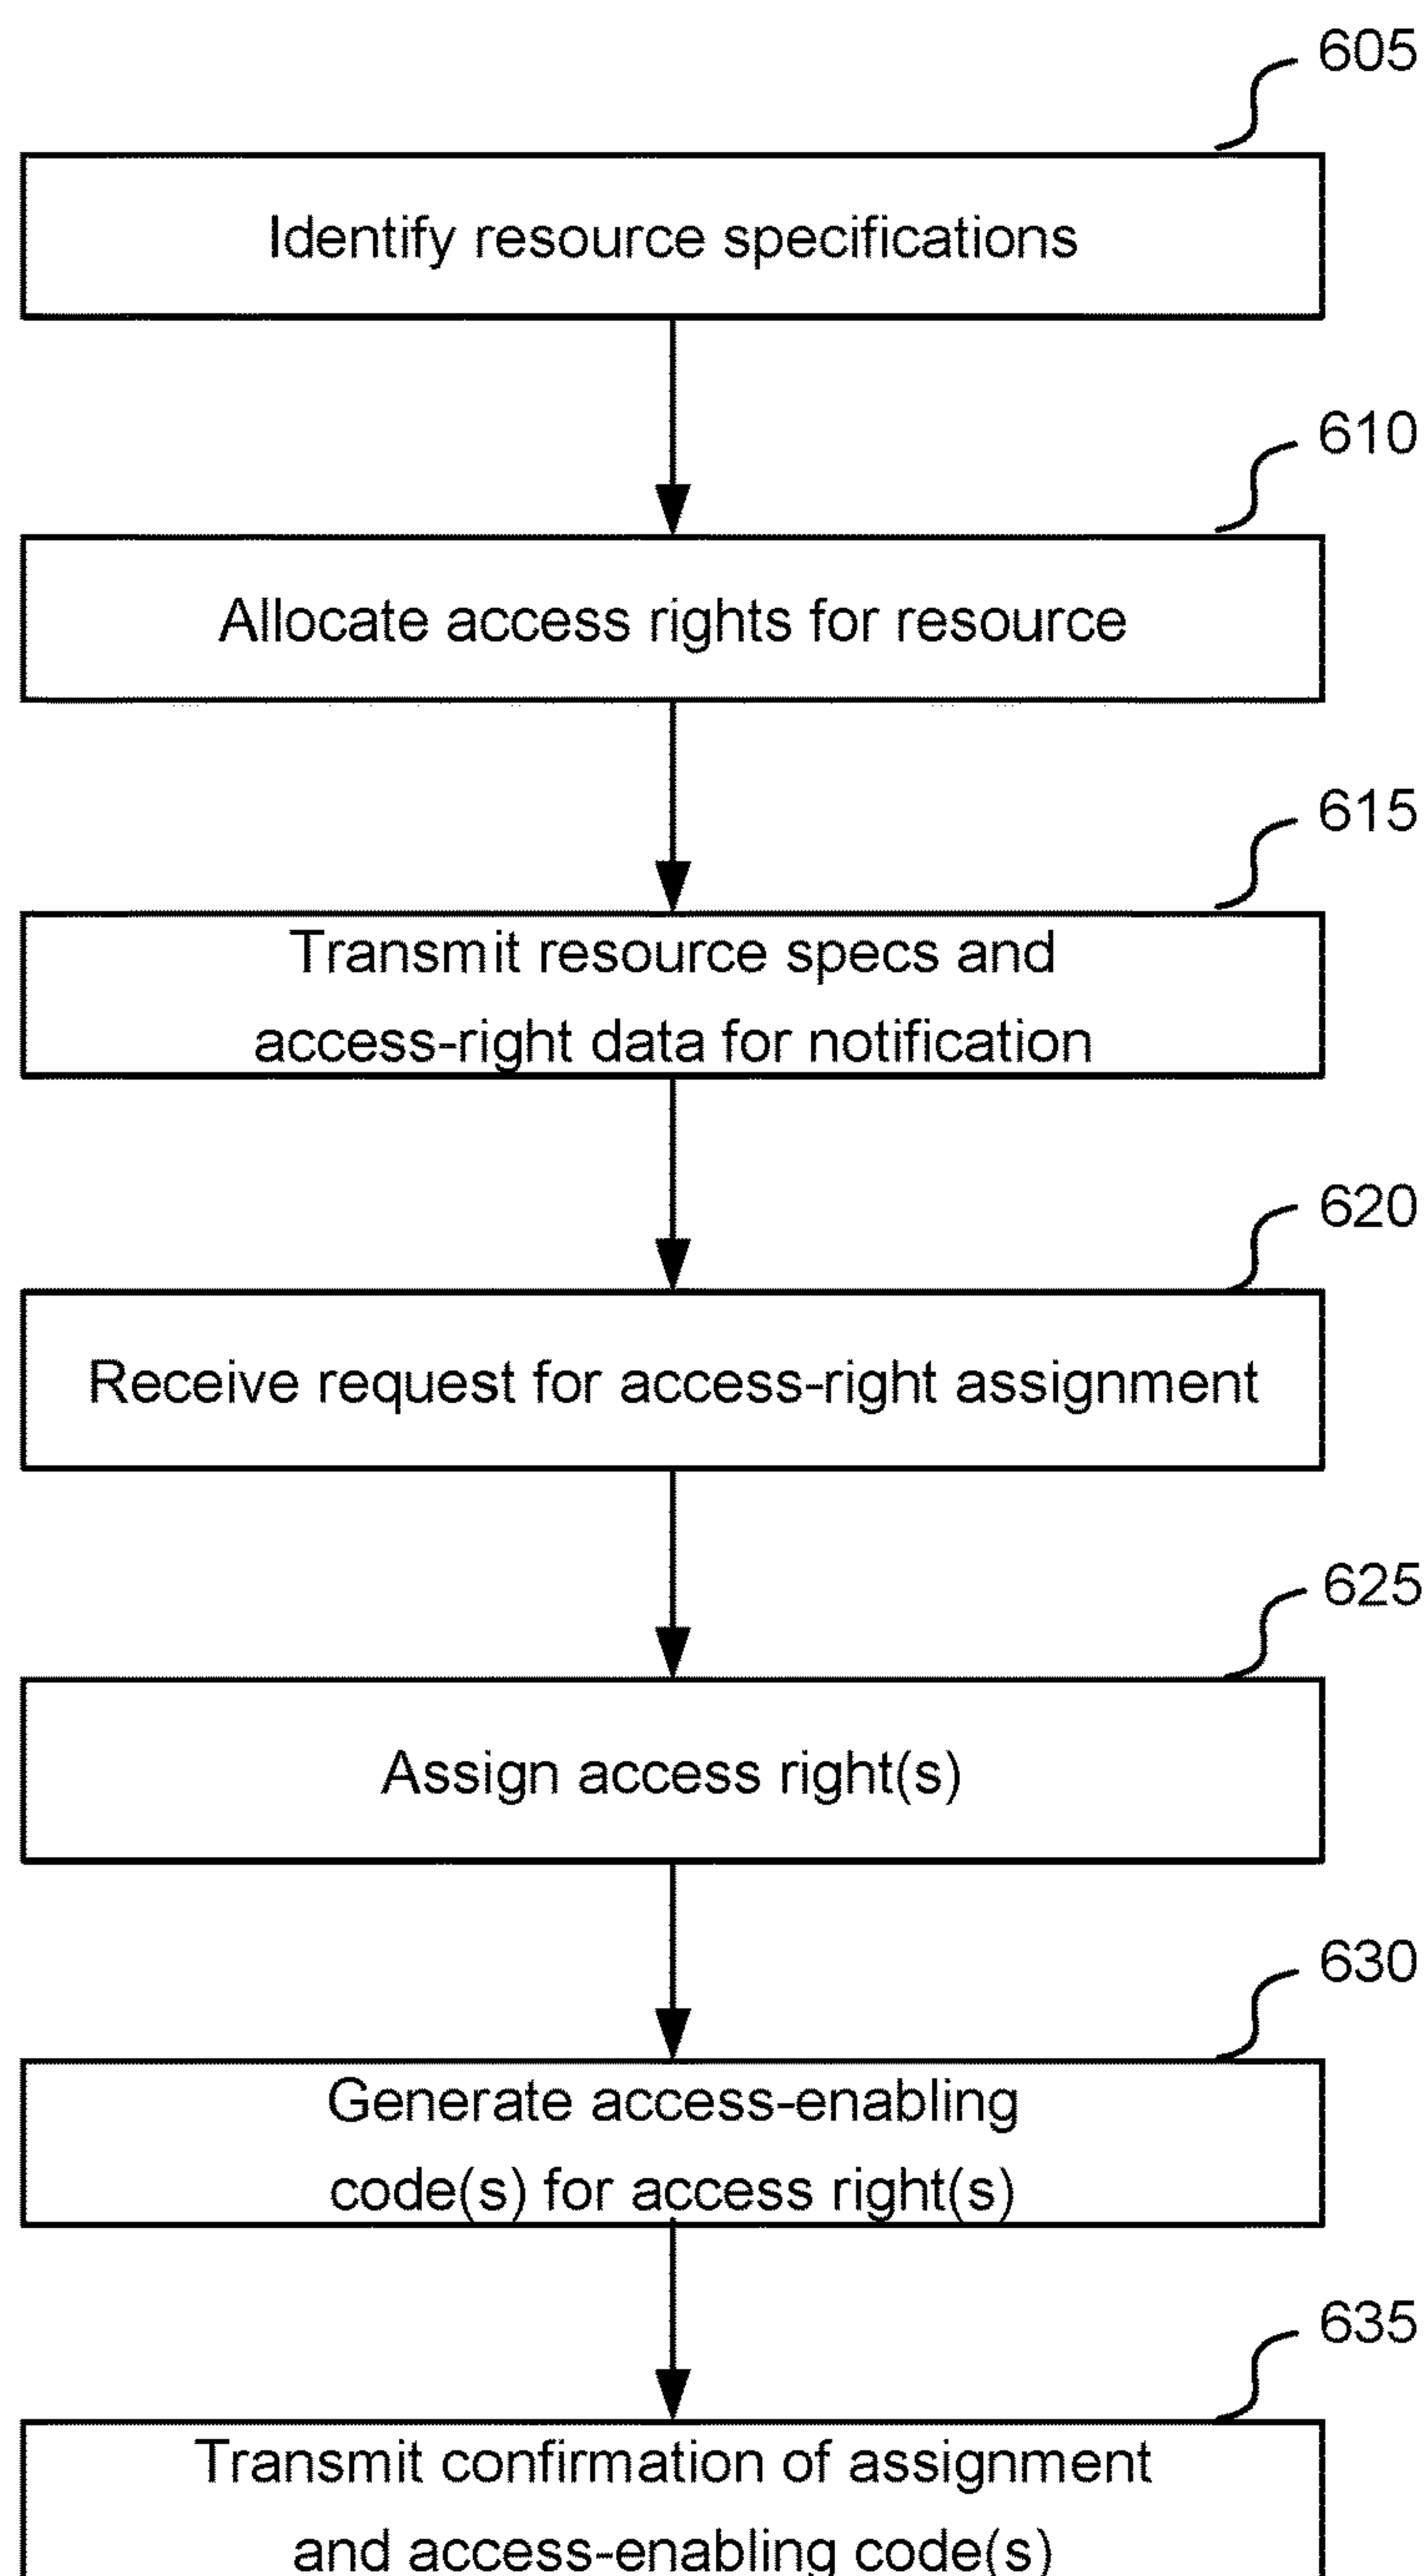 605
Identify resource specifications
610
Allocate access rights for resource
615
Transmit resource specs and
access-right data for notification
620
Receive request for access-right assignment
625
Assign access right(s)
630
Generate access-enabling
code(s) for access right(s)
635
Transmit confirmation of assignment
and access-enabling code(s)